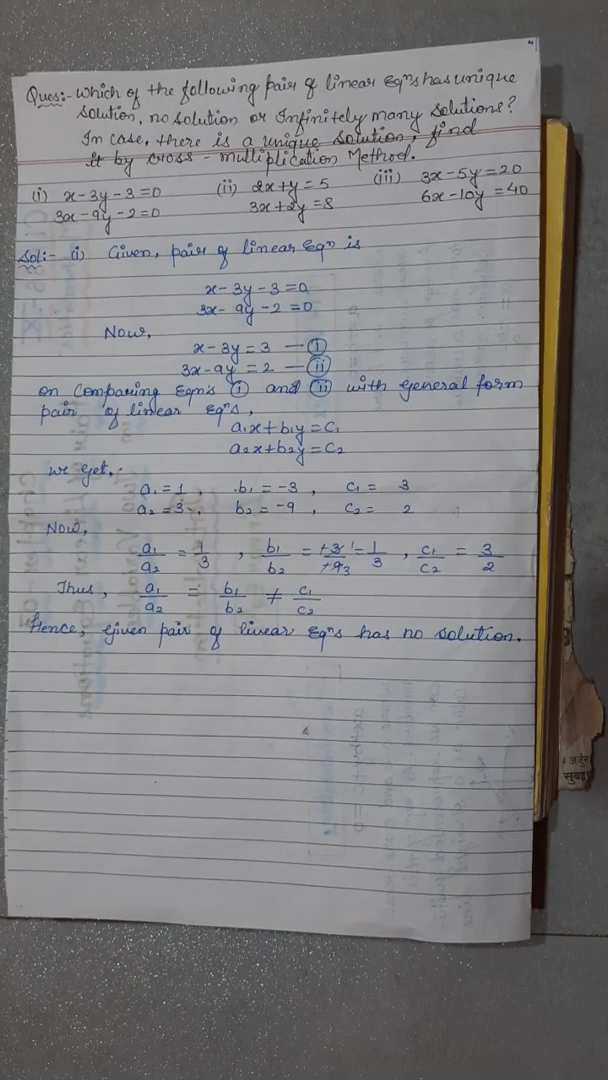 Ques:- Which of the following pair of linear Eqⁿs has unique
solution, no solution or Infinitely many solutions?
In case, there is a unique solution, find
it by cross - multiplication Method.
(i) x-3y-3=0 (ii) 2x+y=5 (iii) 3x-5y=20
3x-9y-2=0 3x+2y=8 6x-10y=40
Sol:- (i) Given, pair of linear Eqⁿ is
x-3y-3=0
3x-9y-2=0
Now,
x-3y=3 —(i)
3x-9y=2 —(ii)
on comparing Eqⁿs (i) and (ii) with general form
pair of linear Eqⁿs,
a₁x+b₁y=c₁
a₂x+b₂y=c₂
we get,
a₁=1, b₁=-3, c₁= 3
a₂=3, b₂=-9, c₂= 2
Now,
a₁/a₂ = 1/3, b₁/b₂ = +3/+9₃ = 1/3, c₁/c₂ = 3/2
Thus, a₁/a₂ = b₁/b₂ ≠ c₁/c₂
Hence, given pair of linear Eqⁿs has no solution.